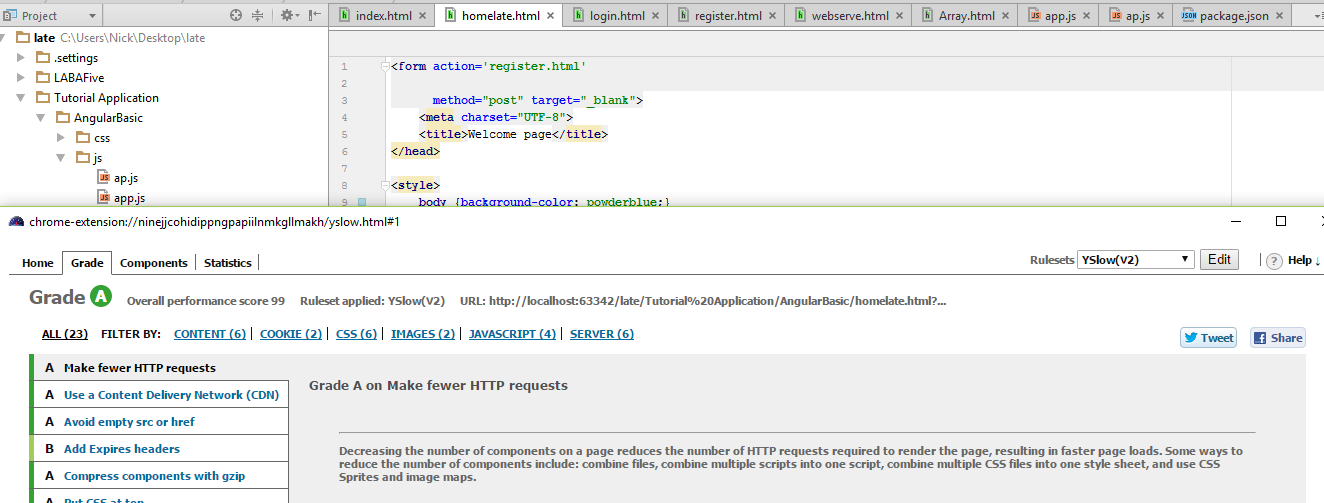 Project
index.html
homelate.html
login.html
register.html
webserve.html
Array.html
app.js
ap.js
package.json
late C:\Users\Nick\Desktop\late
.settings
LABAFive
Tutorial Application
AngularBasic
css
js
ap.js
app.js
1 <form action='register.html'
2
3 method="post" target="_blank">
4 <meta charset="UTF-8">
5 <title>Welcome page</title>
6 </head>
7
8 <style>
9 body {background-color: powderblue;}
chrome-extension://ninejjcohidippngpapiilnmkgllmakh/yslow.html#1
Home Grade Components Statistics
Rulesets YSlow(V2) Edit ? Help ↓
Grade A Overall performance score 99 Ruleset applied: YSlow(V2) URL: http://localhost:63342/late/Tutorial%20Application/AngularBasic/homelate.html?...
ALL (23) FILTER BY: CONTENT (6) | COOKIE (2) | CSS (6) | IMAGES (2) | JAVASCRIPT (4) | SERVER (6)
Tweet Share
A Make fewer HTTP requests
A Use a Content Delivery Network (CDN)
A Avoid empty src or href
B Add Expires headers
A Compress components with gzip
A Put CSS at top
Grade A on Make fewer HTTP requests
Decreasing the number of components on a page reduces the number of HTTP requests required to render the page, resulting in faster page loads. Some ways to
reduce the number of components include: combine files, combine multiple scripts into one script, combine multiple CSS files into one style sheet, and use CSS
Sprites and image maps.